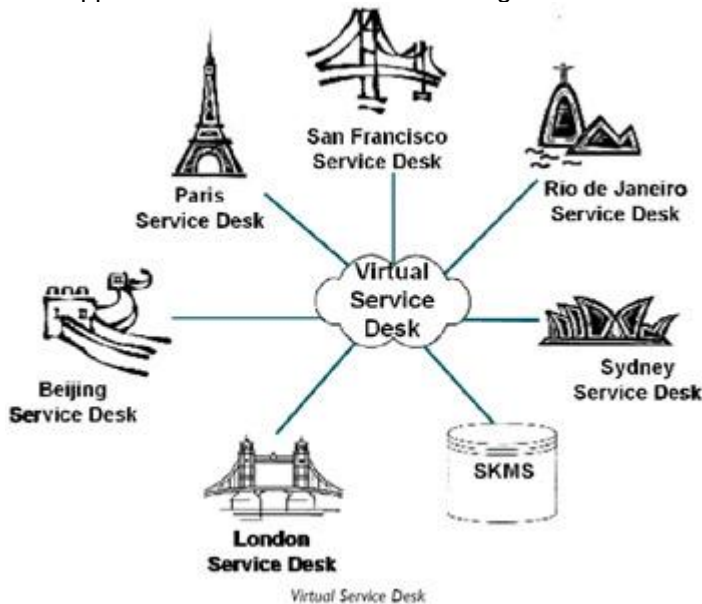 San Francisco
Service Desk
Paris
Service Desk
Rio de Janeiro
Service Desk
Virtual
Service
Desk
Beijing
Service Desk
Sydney
Service Desk
SKMS
London
Service Desk
Virtual Service Desk